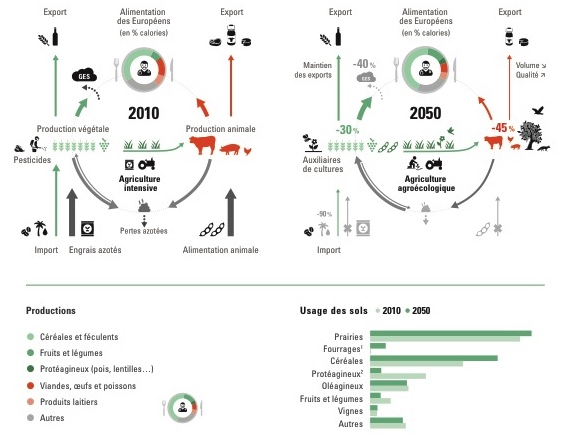 Export
Alimentation
des Européens
(en % calories)
Export
GES
2010
Production végétale
Production animale
Pesticides
Agriculture
intensive
Pertes azotées
Import
Engrais azotés
Alimentation animale
Export
Alimentation
des Européens
(en % calories)
Export
Maintien
des exports
-40 %
GES
Volume ↘
Qualité ↗
2050
-30 %
-45 %
Auxiliaires
de cultures
Agriculture
agroécologique
-90%
Import
Productions
Céréales et féculents
Fruits et légumes
Protéagineux (pois, lentilles…)
Viandes, œufs et poissons
Produits laitiers
Autres
Usage des sols 2010 2050
Prairies
Fourrages¹
Céréales
Protéagineux²
Oléagineux
Fruits et légumes
Vignes
Autres